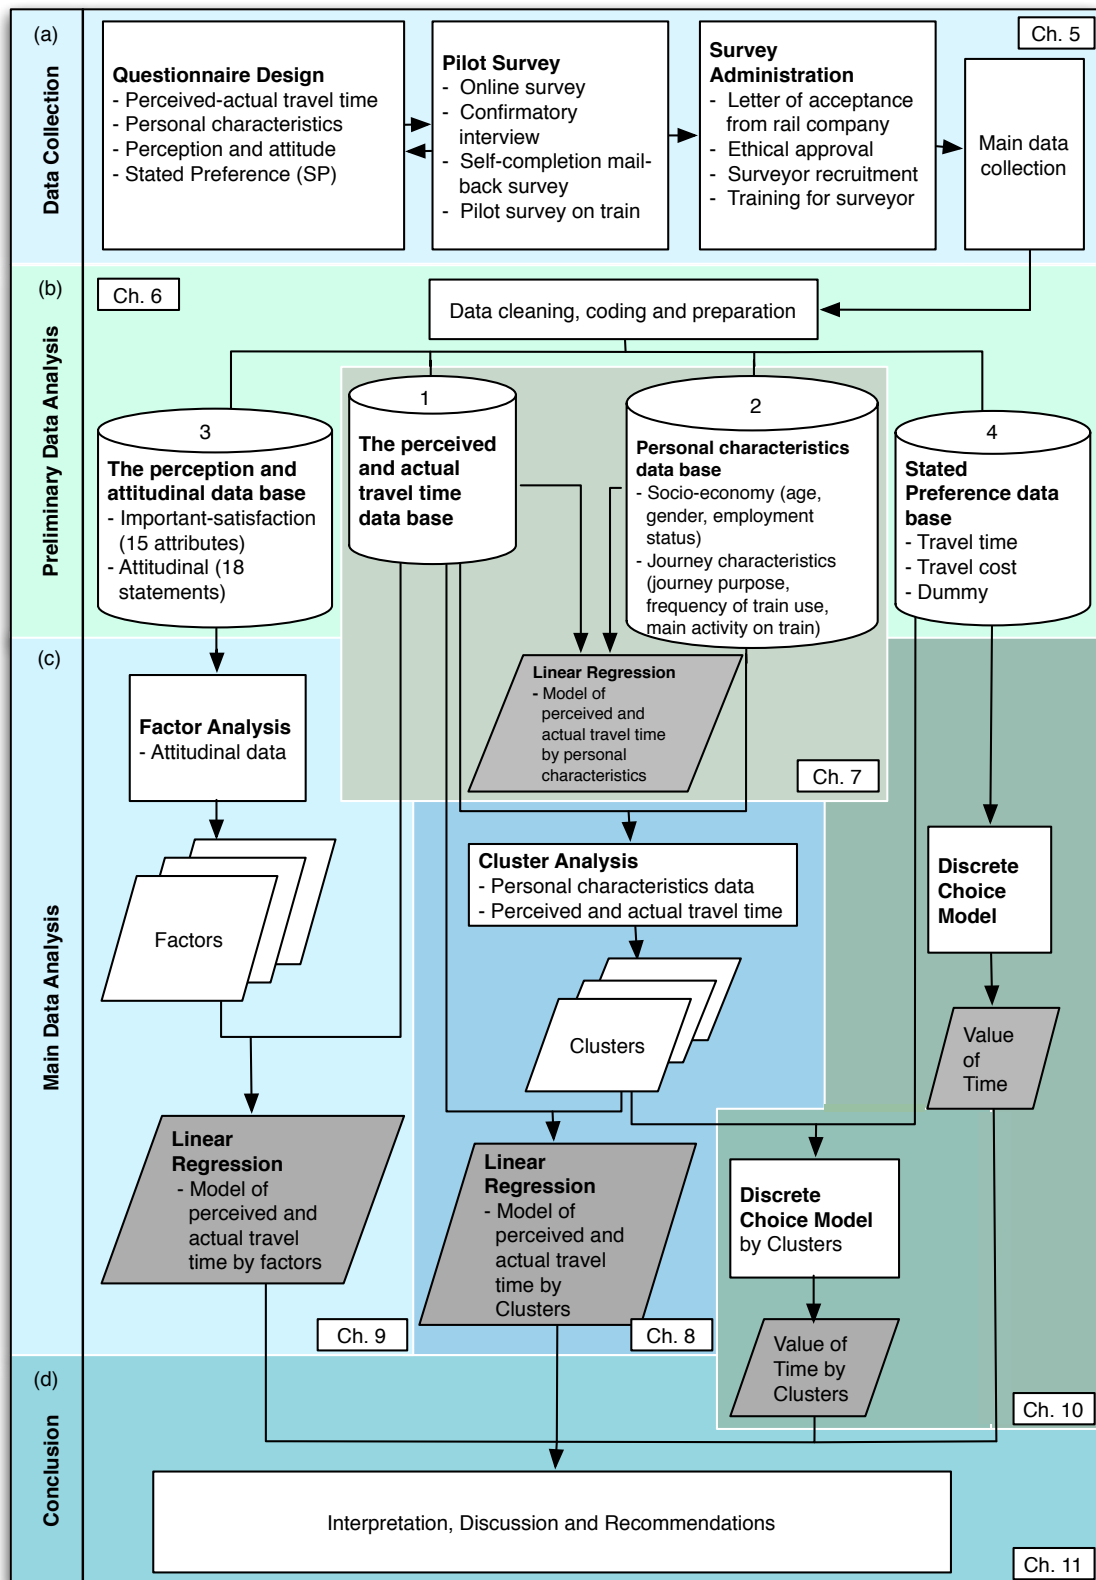 (a)
Data Collection
Ch. 5
Questionnaire Design
- Perceived-actual travel time
- Personal characteristics
- Perception and attitude
- Stated Preference (SP)
Pilot Survey
- Online survey
- Confirmatory
interview
- Self-completion mail-
back survey
- Pilot survey on train
Survey
Administration
- Letter of acceptance
from rail company
- Ethical approval
- Surveyor recruitment
- Training for surveyor
Main data
collection
(b)
Preliminary Data Analysis
Ch. 6
Data cleaning, coding and preparation
3
The perception and
attitudinal data base
- Important-satisfaction
(15 attributes)
- Attitudinal (18
statements)
1
The perceived
and actual
travel time
data base
2
Personal characteristics
data base
- Socio-economy (age,
gender, employment
status)
- Journey characteristics
(journey purpose,
frequency of train use,
main activity on train)
4
Stated
Preference data
base
- Travel time
- Travel cost
- Dummy
(c)
Main Data Analysis
Linear Regression
- Model of
perceived and
actual travel time
by personal
characteristics
Ch. 7
Factor Analysis
- Attitudinal data
Factors
Cluster Analysis
- Personal characteristics data
- Perceived and actual travel time
Clusters
Discrete
Choice
Model
Value
of
Time
Linear
Regression
- Model of
perceived and
actual travel
time by factors
Ch. 9
Linear
Regression
- Model of
perceived and
actual travel
time by
Clusters
Ch. 8
Discrete
Choice Model
by Clusters
Value of
Time by
Clusters
Ch. 10
(d)
Conclusion
Interpretation, Discussion and Recommendations
Ch. 11